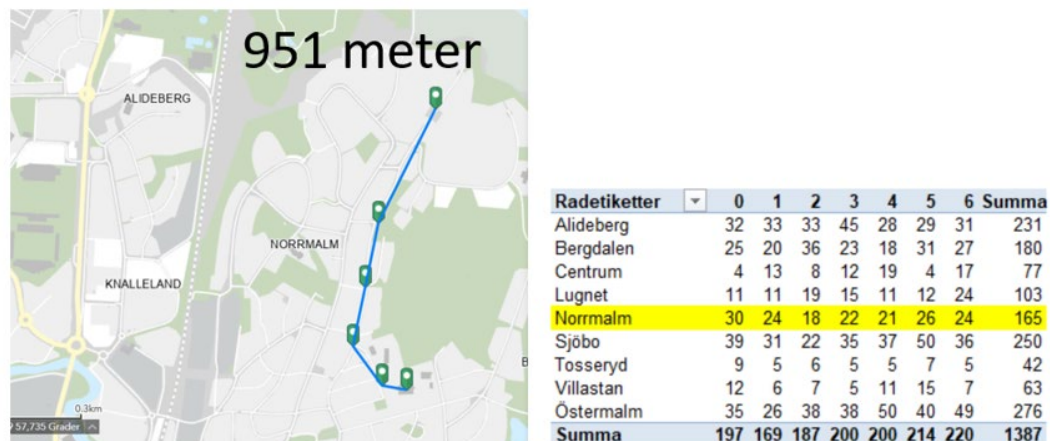 951 meter
ALIDEBERG
NORRMALM
KNALLELAND
B
0.3km
57,735 Grader
Radetiketter 0 1 2 3 4 5 6 Summa
Alideberg 32 33 33 45 28 29 31 231
Bergdalen 25 20 36 23 18 31 27 180
Centrum 4 13 8 12 19 4 17 77
Lugnet 11 11 19 15 11 12 24 103
Norrmalm 30 24 18 22 21 26 24 165
Sjöbo 39 31 22 35 37 50 36 250
Tosseryd 9 5 6 5 5 7 5 42
Villastan 12 6 7 5 11 15 7 63
Östermalm 35 26 38 38 50 40 49 276
Summa 197 169 187 200 200 214 220 1387